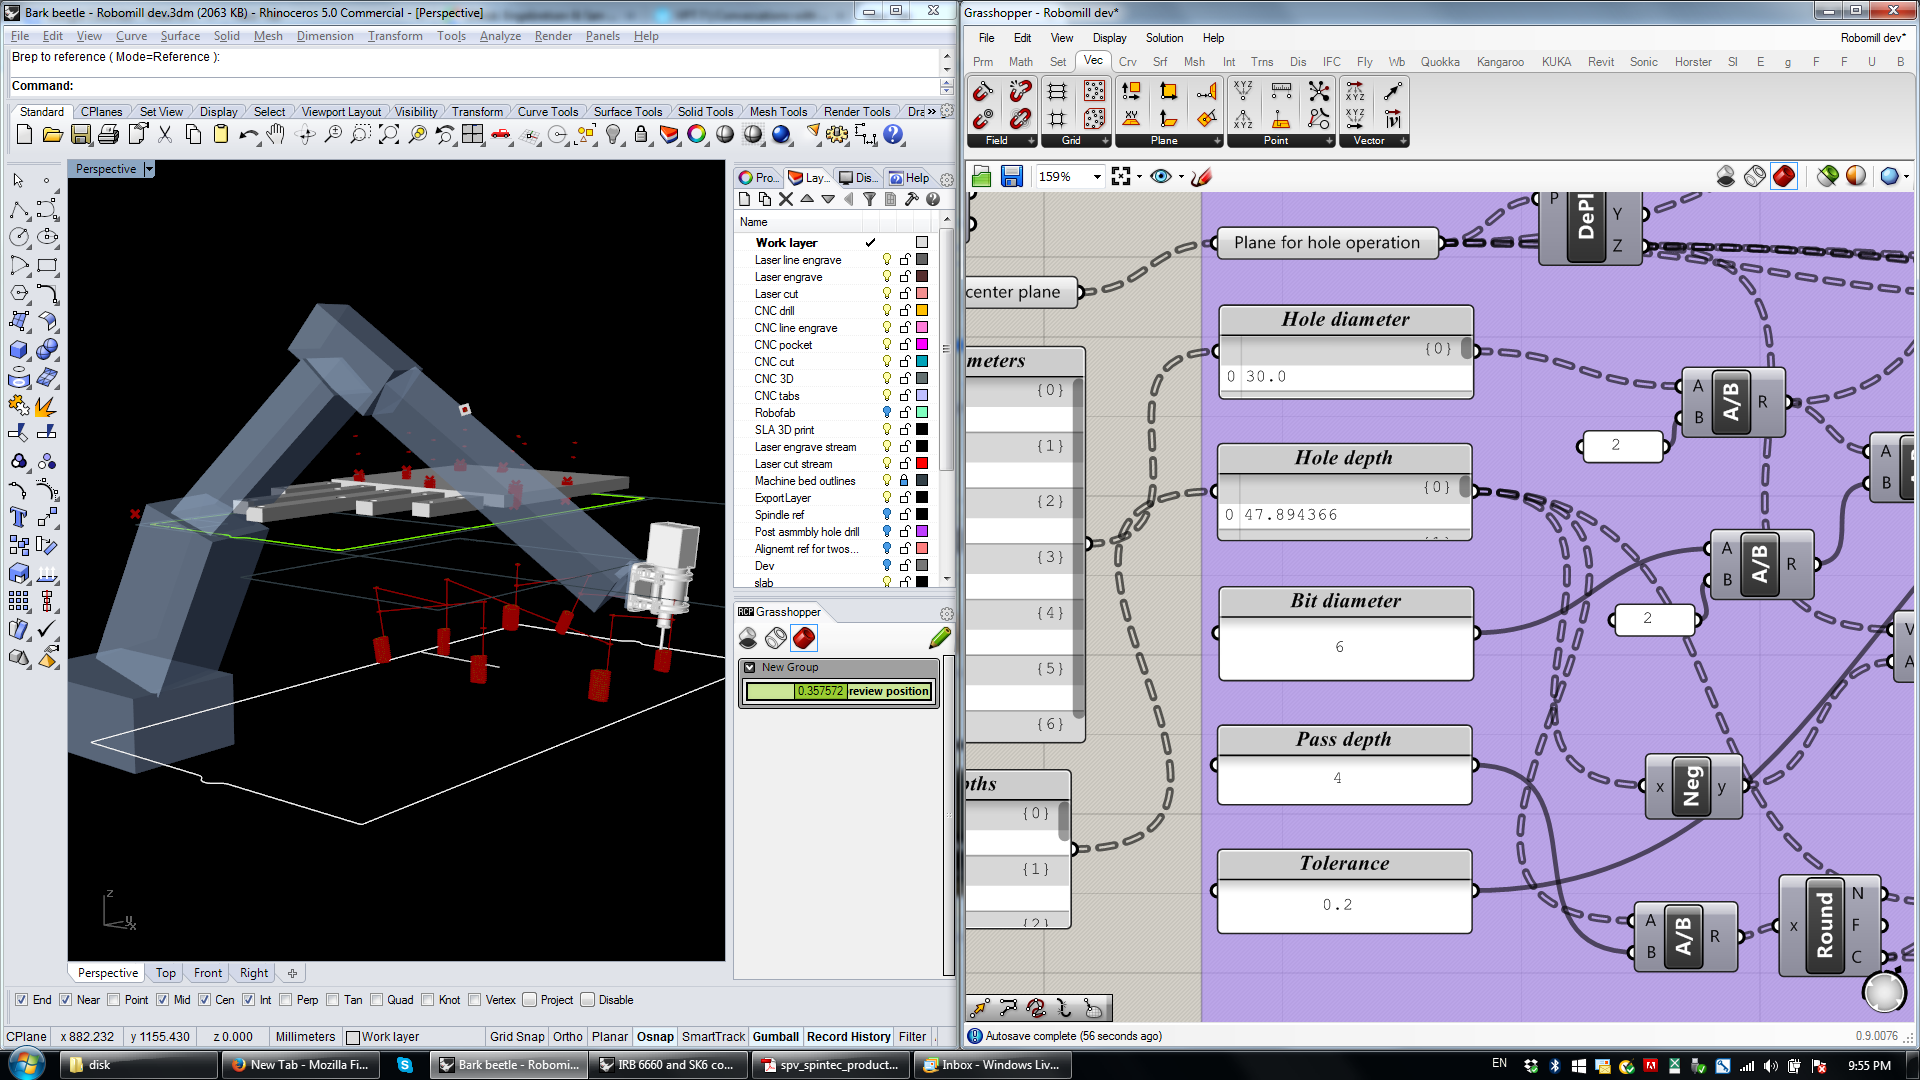 Bark beetle - Robomill dev.3dm (2063 KB) - Rhinoceros 5.0 Commercial - [Perspective]
File Edit View Curve Surface Solid Mesh Dimension Transform Tools Analyze Render Panels Help
Brep to reference ( Mode=Reference ):
Command:
Standard CPlanes Set View Display Select Viewport Layout Visibility Transform Curve Tools Surface Tools Solid Tools Mesh Tools Render Tools Dra »
Perspective
Pro... Lay... Dis... Help
Name
Work layer
Laser line engrave
Laser engrave
Laser cut
CNC drill
CNC line engrave
CNC pocket
CNC cut
CNC 3D
CNC tabs
Robofab
SLA 3D print
Laser engrave stream
Laser cut stream
Machine bed outlines
ExportLayer
Spindle ref
Post asmmbly hole drill
Alignemt ref for twos...
Dev
slab
RCP Grasshopper
New Group
0.357572 review position
z
y
x
Perspective Top Front Right
End Near Point Mid Cen Int Perp Tan Quad Knot Vertex Project Disable
CPlane x 882.232 y 1155.430 z 0.000 Millimeters Work layer Grid Snap Ortho Planar Osnap SmartTrack Gumball Record History Filter
Grasshopper - Robomill dev*
File Edit View Display Solution Help Robomill dev*
Prm Math Set Vec Crv Srf Msh Int Trns Dis IFC Fly Wb Quokka Kangaroo KUKA Revit Sonic Horster SI E g F F U B
Field Grid Plane Point Vector
159%
Plane for hole operation
center plane
P DePl Y
Z
Hole diameter
{0}
0 30.0
meters
{0}
{1}
{2}
{3}
{4}
{5}
{6}
Hole depth
{0}
0 47.894366
Bit diameter
6
Pass depth
4
Tolerance
0.2
pths
{0}
{1}
{2}
A B A/B R
2
A
B
A B A/B R
2
V
A
x Neg y
A B A/B R
x Round N
F
C
Autosave complete (56 seconds ago)
0.9.0076
disk
New Tab - Mozilla Fi...
Bark beetle - Robomi...
IRB 6660 and SK6 co...
spv_spintec_product...
Inbox - Windows Liv...
EN
9:55 PM